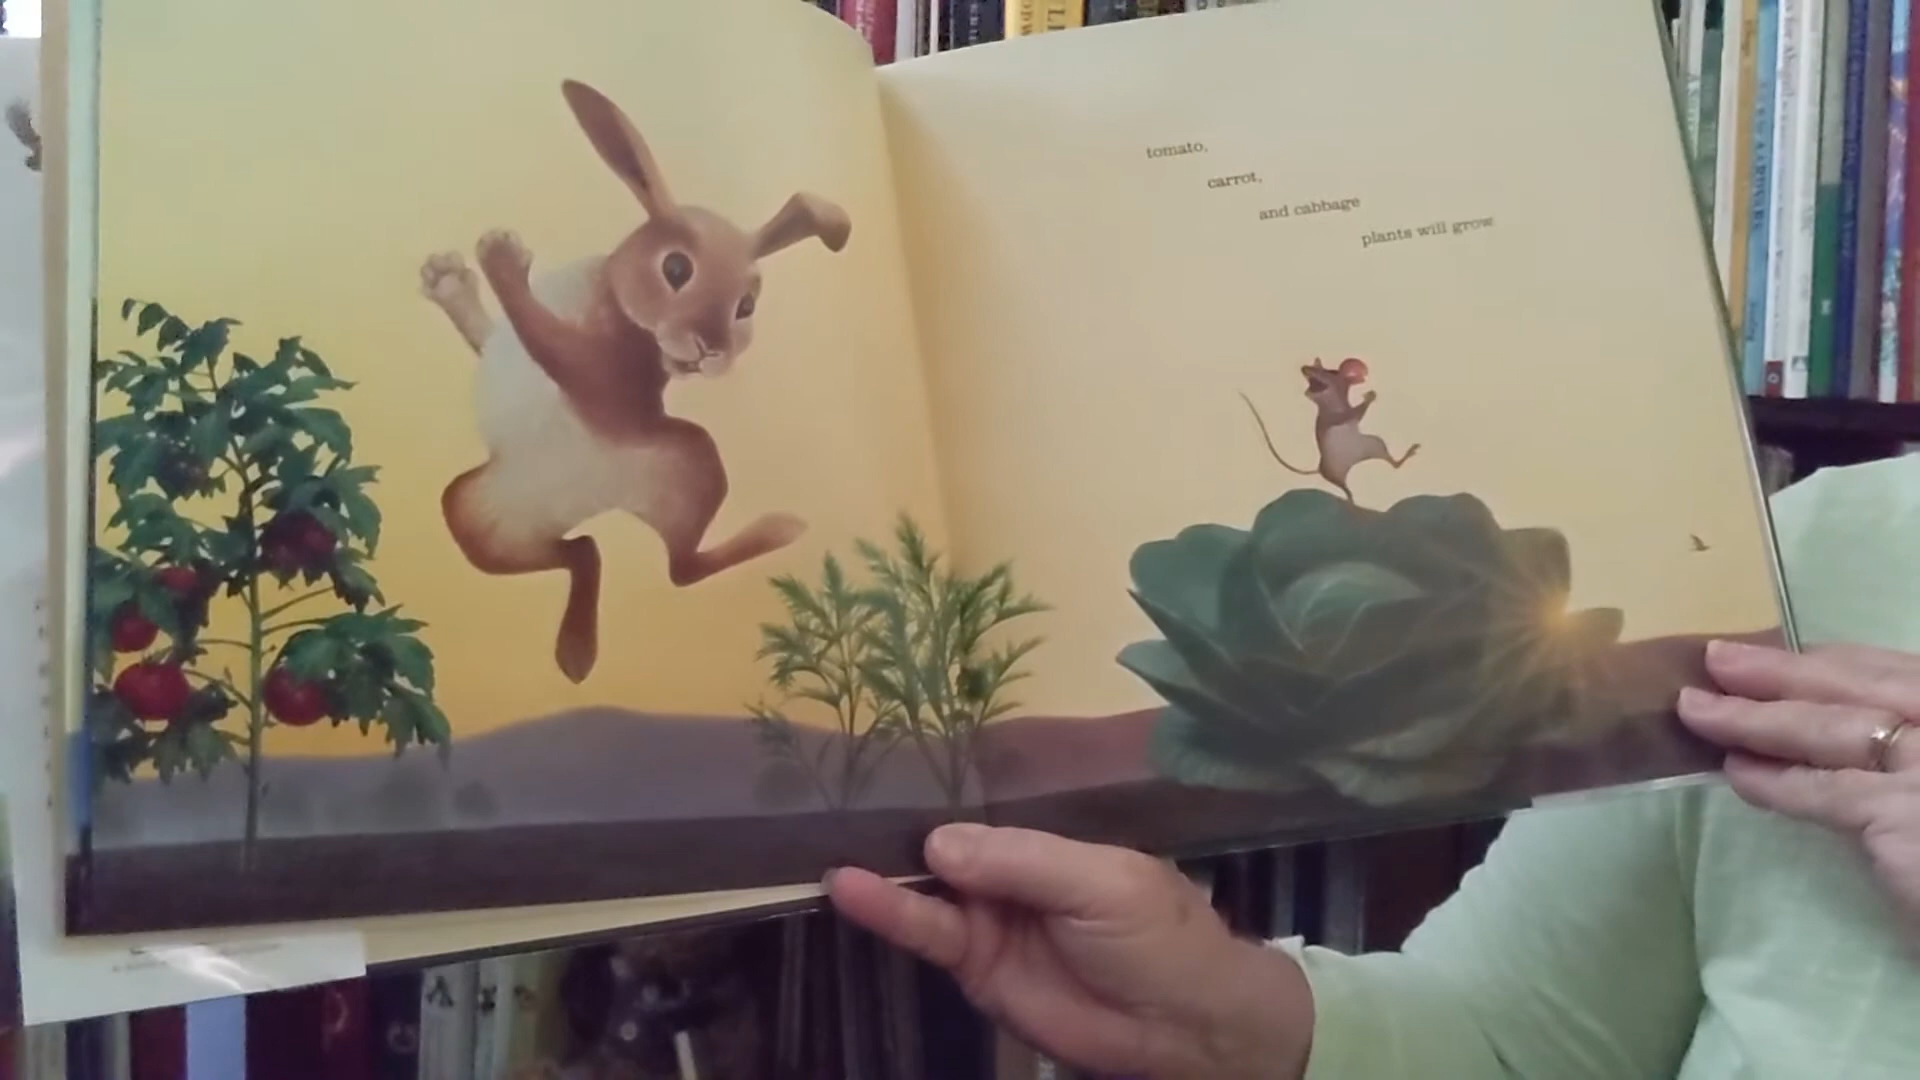 tomato,
carrot,
and cabbage
plants will grow